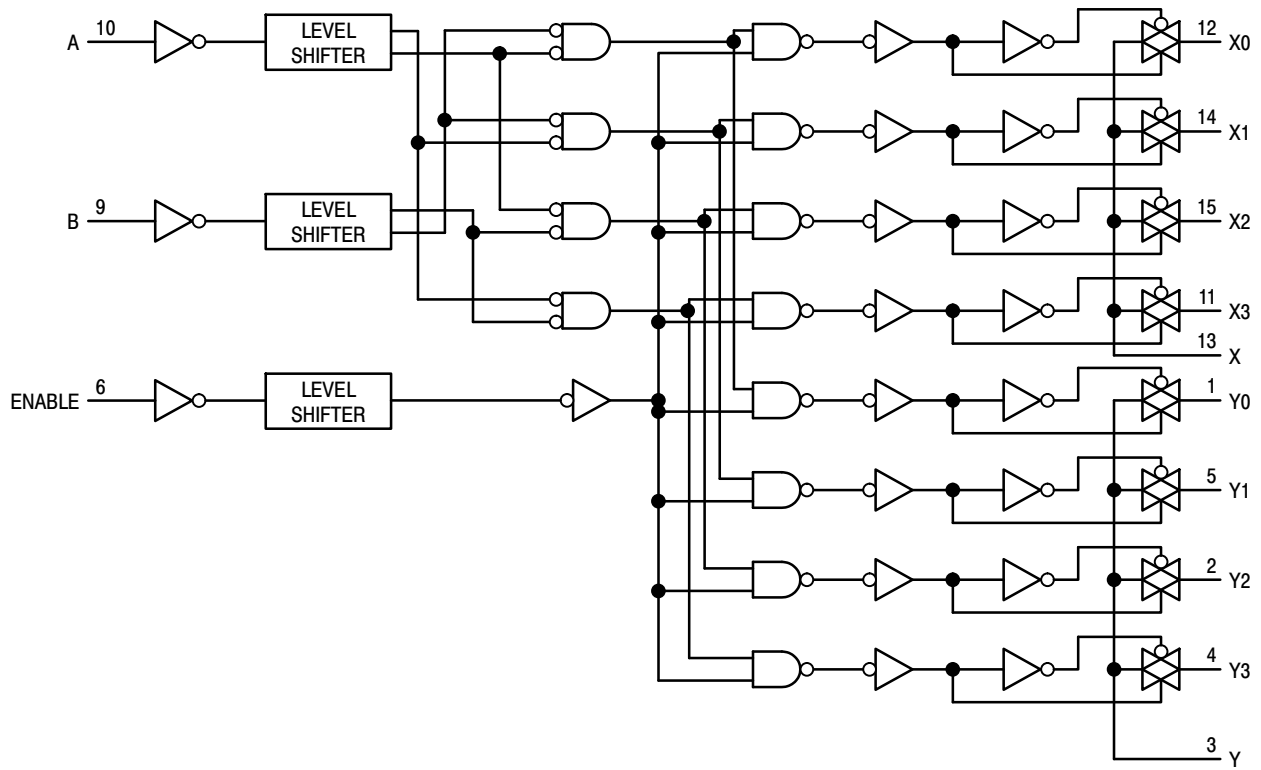 A 10 LEVEL SHIFTER 12 X0
14 X1
B 9 LEVEL SHIFTER 15 X2
11 X3
13 X
ENABLE 6 LEVEL SHIFTER 1 Y0
5 Y1
2 Y2
4 Y3
3 Y